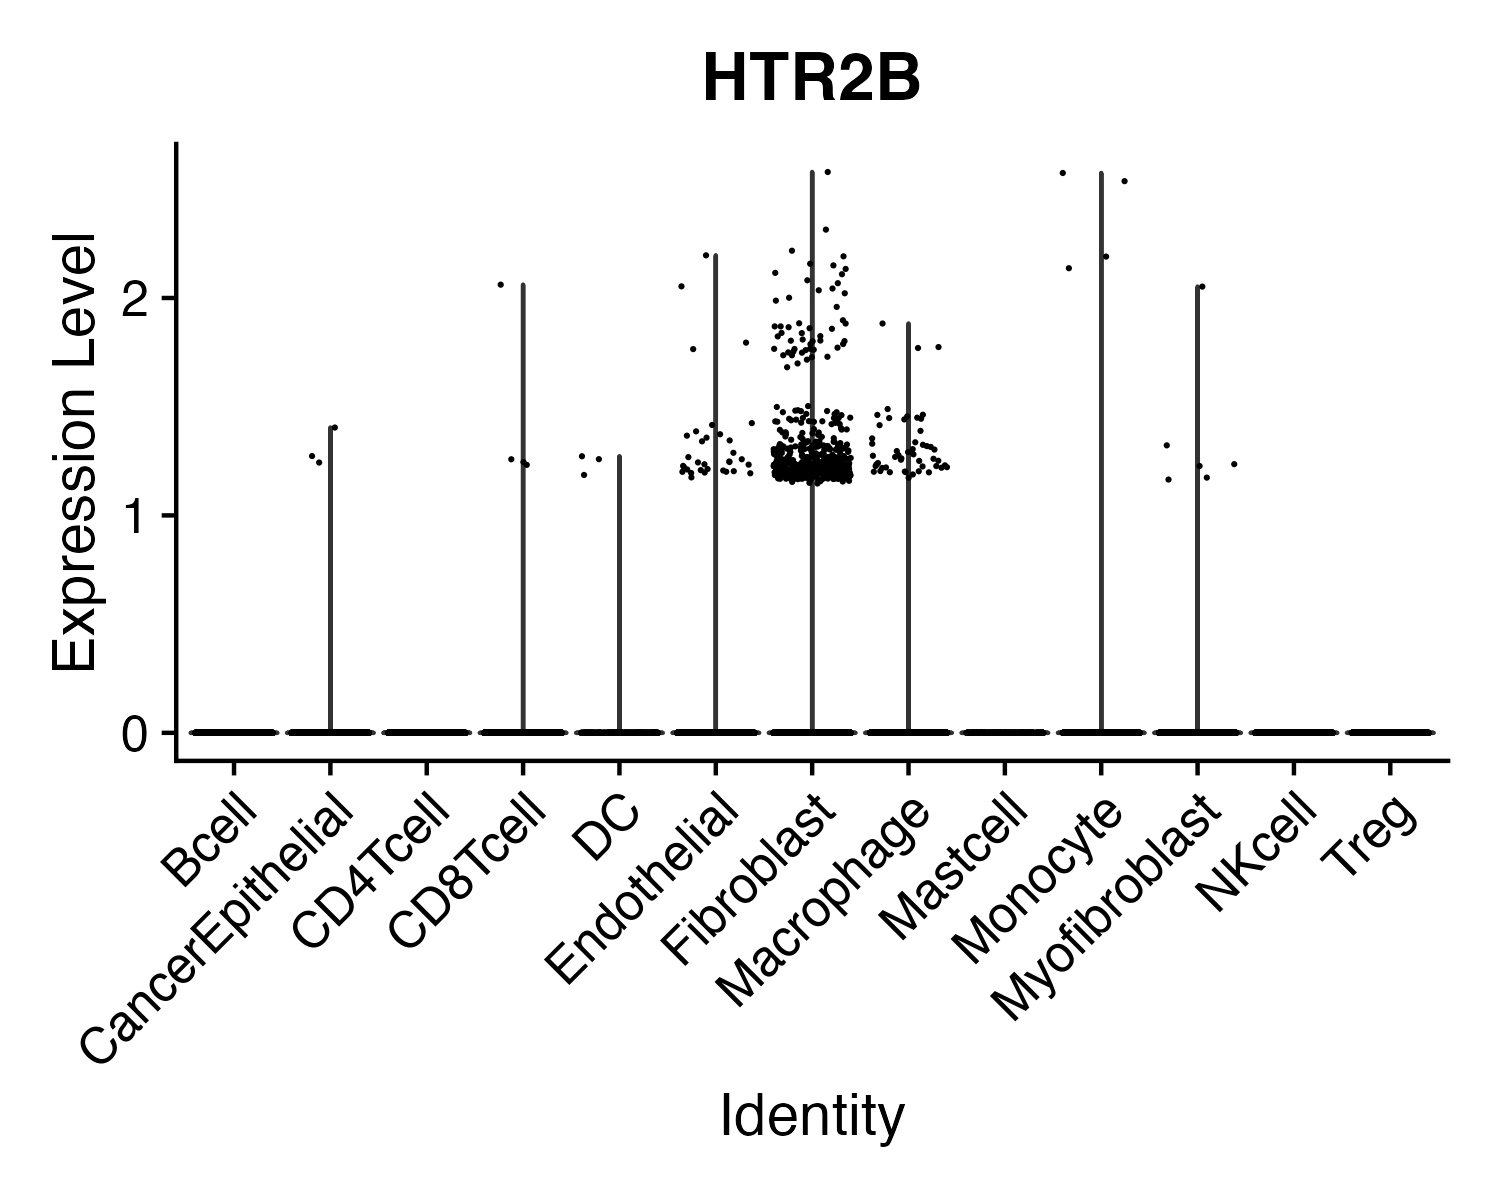 HTR2B
Expression Level
2
1
0
Bcell
CancerEpithelial
CD4Tcell
CD8Tcell
DC
Endothelial
Fibroblast
Macrophage
Mastcell
Monocyte
Myofibroblast
NKcell
Treg
Identity